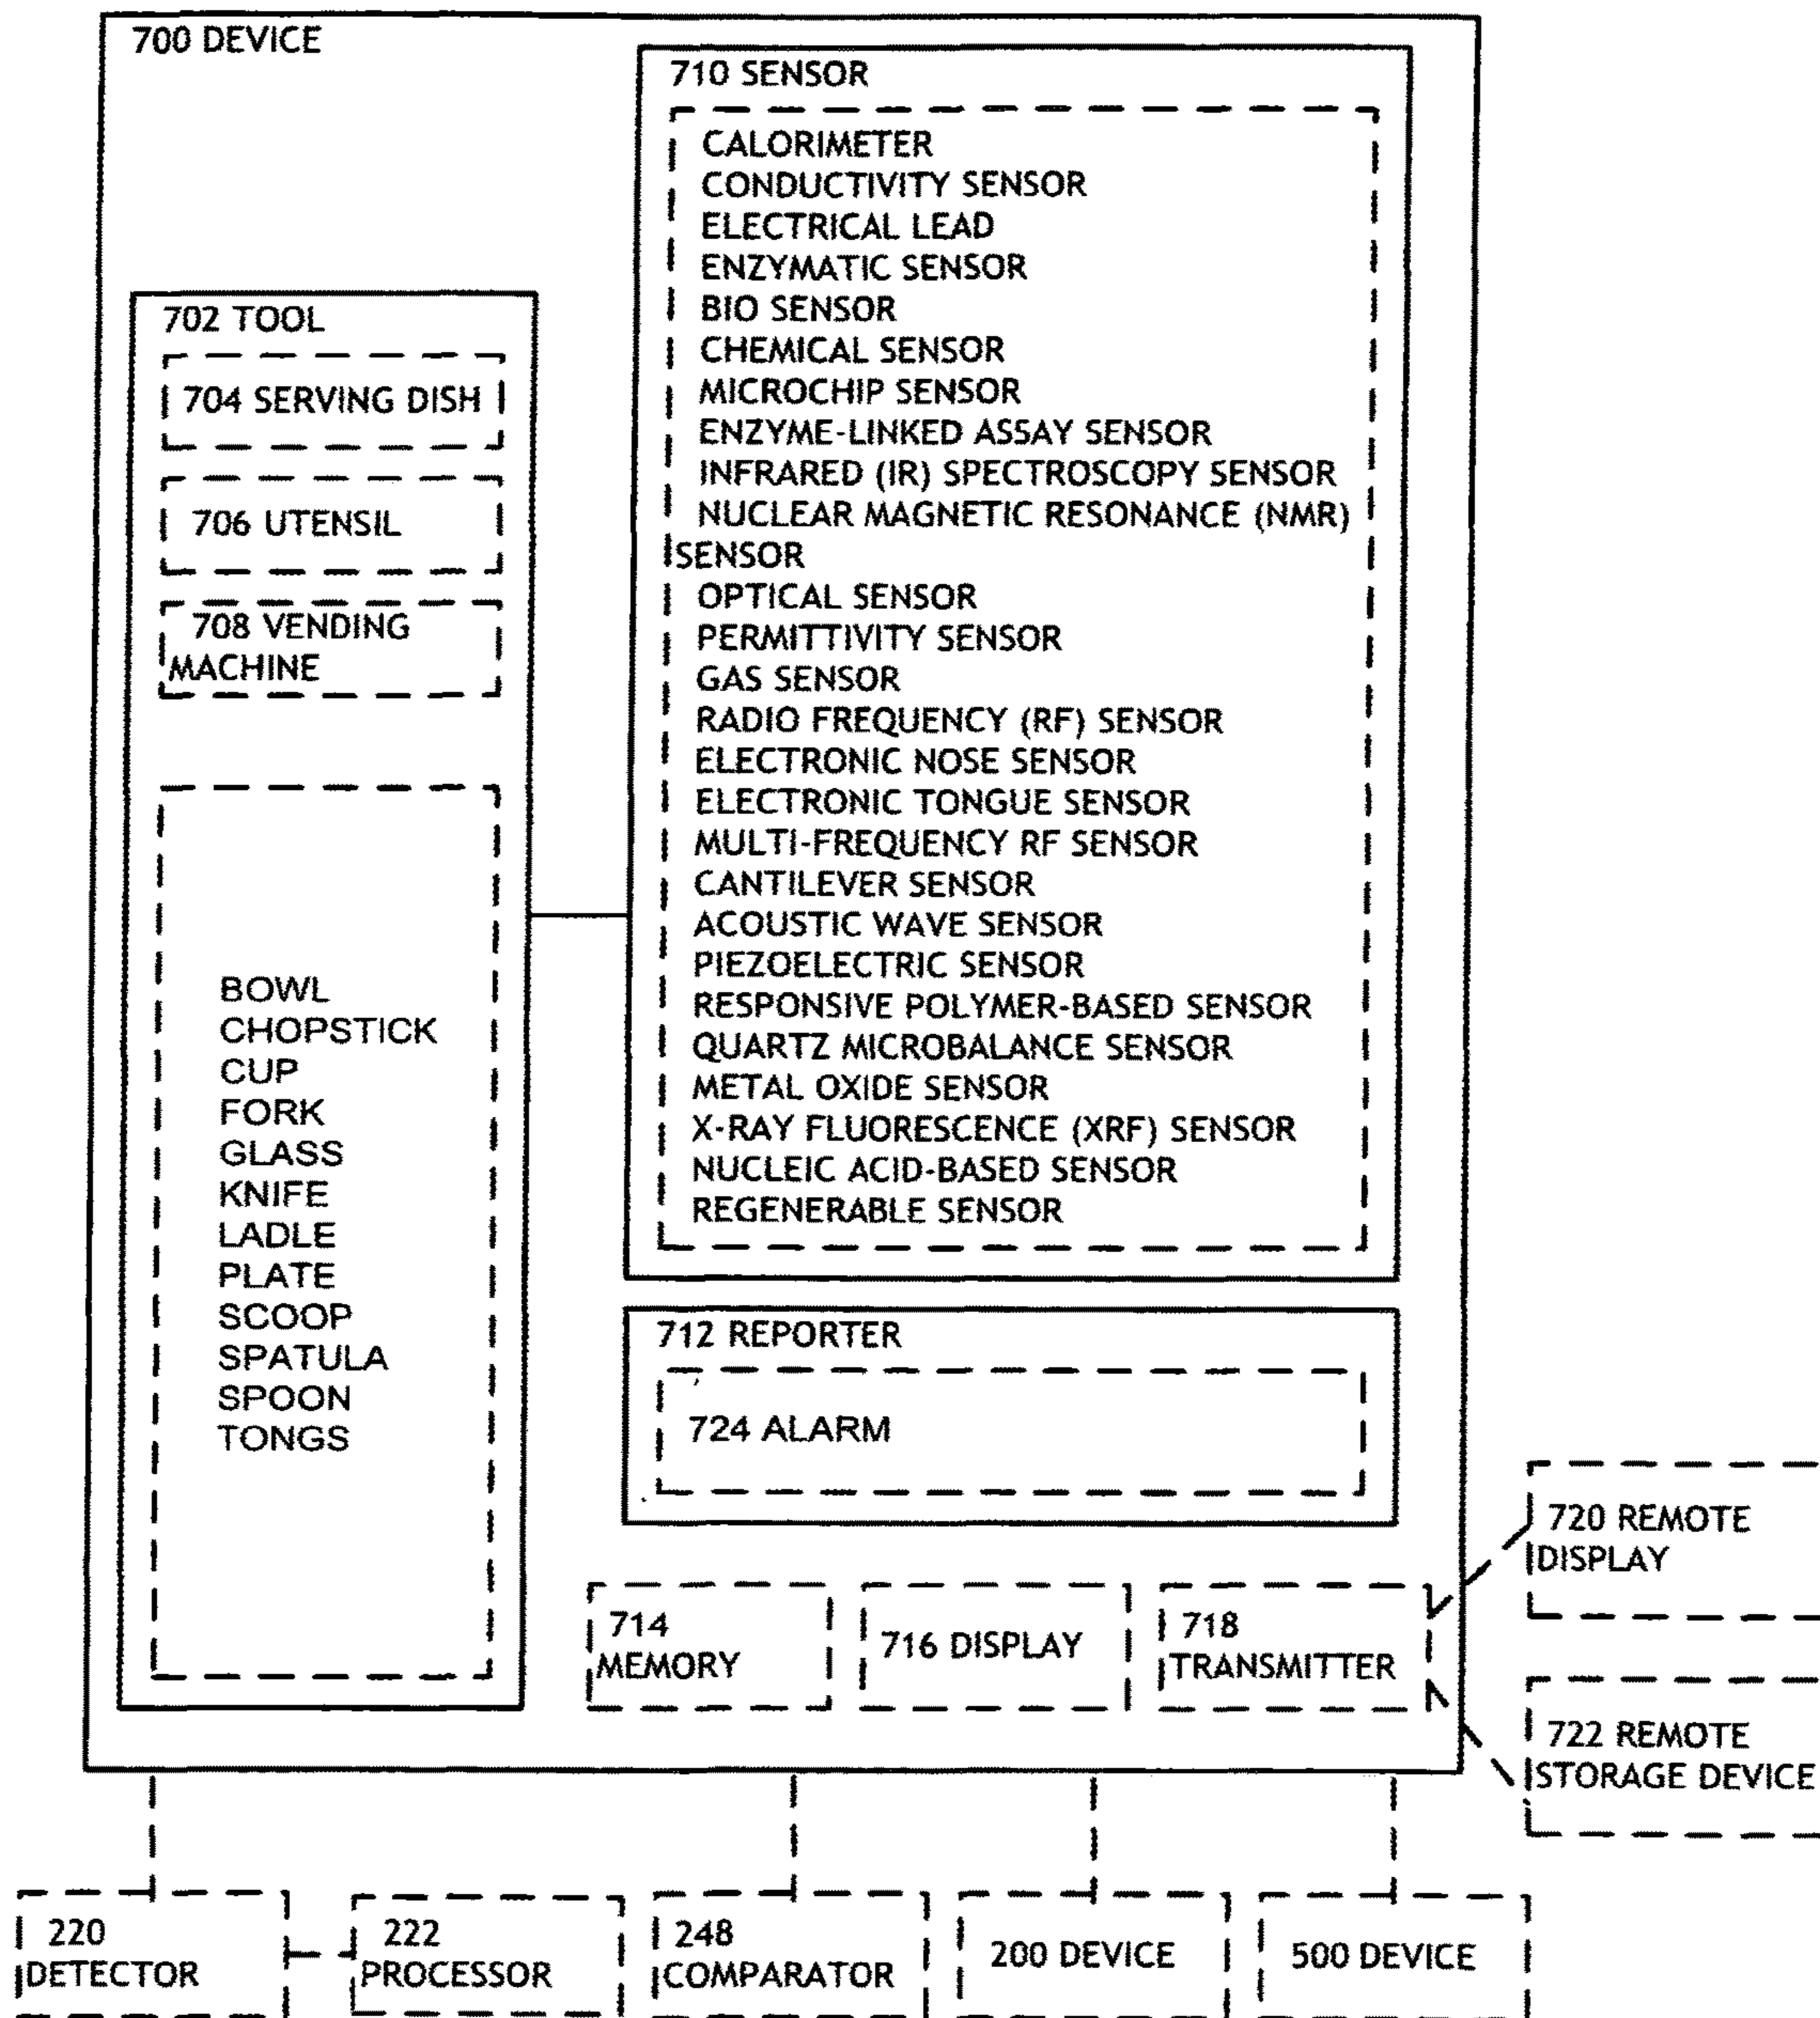 700 DEVICE
702 TOOL
704 SERVING DISH
706 UTENSIL
708 VENDING
MACHINE
BOWL
CHOPSTICK
CUP
FORK
GLASS
KNIFE
LADLE
PLATE
SCOOP
SPATULA
SPOON
TONGS
710 SENSOR
CALORIMETER
CONDUCTIVITY SENSOR
ELECTRICAL LEAD
ENZYMATIC SENSOR
BIO SENSOR
CHEMICAL SENSOR
MICROCHIP SENSOR
ENZYME-LINKED ASSAY SENSOR
INFRARED (IR) SPECTROSCOPY SENSOR
NUCLEAR MAGNETIC RESONANCE (NMR)
SENSOR
OPTICAL SENSOR
PERMITTIVITY SENSOR
GAS SENSOR
RADIO FREQUENCY (RF) SENSOR
ELECTRONIC NOSE SENSOR
ELECTRONIC TONGUE SENSOR
MULTI-FREQUENCY RF SENSOR
CANTILEVER SENSOR
ACOUSTIC WAVE SENSOR
PIEZOELECTRIC SENSOR
RESPONSIVE POLYMER-BASED SENSOR
QUARTZ MICROBALANCE SENSOR
METAL OXIDE SENSOR
X-RAY FLUORESCENCE (XRF) SENSOR
NUCLEIC ACID-BASED SENSOR
REGENERABLE SENSOR
712 REPORTER
724 ALARM
714
MEMORY
716 DISPLAY
718
TRANSMITTER
720 REMOTE
DISPLAY
722 REMOTE
STORAGE DEVICE
220
DETECTOR
222
PROCESSOR
248
COMPARATOR
200 DEVICE
500 DEVICE